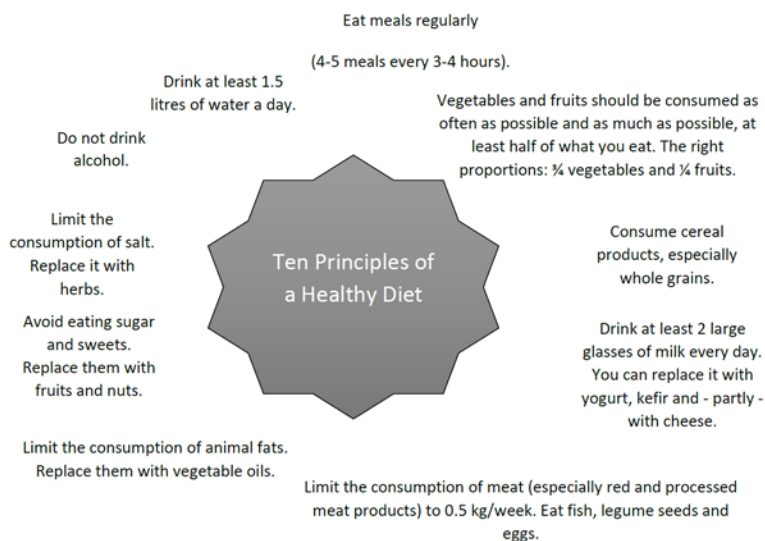 Eat meals regularly
(4-5 meals every 3-4 hours).
Vegetables and fruits should be consumed as
often as possible and as much as possible, at
least half of what you eat. The right
proportions: ¾ vegetables and ¼ fruits.
Consume cereal
products, especially
whole grains.
Drink at least 2 large
glasses of milk every day.
You can replace it with
yogurt, kefir and - partly -
with cheese.
Limit the consumption of meat (especially red and processed
meat products) to 0.5 kg/week. Eat fish, legume seeds and
eggs.
Limit the consumption of animal fats.
Replace them with vegetable oils.
Avoid eating sugar
and sweets.
Replace them with
fruits and nuts.
Limit the
consumption of salt.
Replace it with
herbs.
Do not drink
alcohol.
Drink at least 1.5
litres of water a day.
Ten Principles of
a Healthy Diet